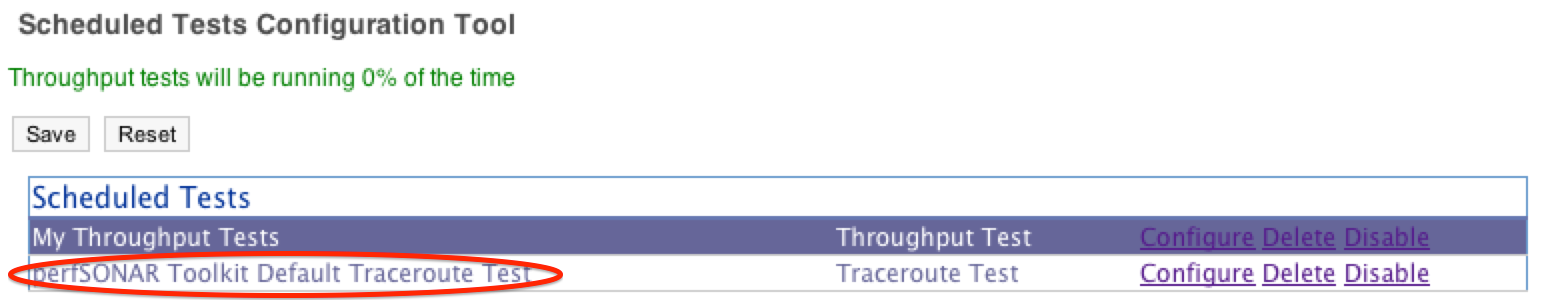 Scheduled Tests Configuration Tool
Throughput tests will be running 0% of the time
Save Reset
Scheduled Tests
My Throughput Tests Throughput Test Configure Delete Disable
perfSONAR Toolkit Default Traceroute Test Traceroute Test Configure Delete Disable